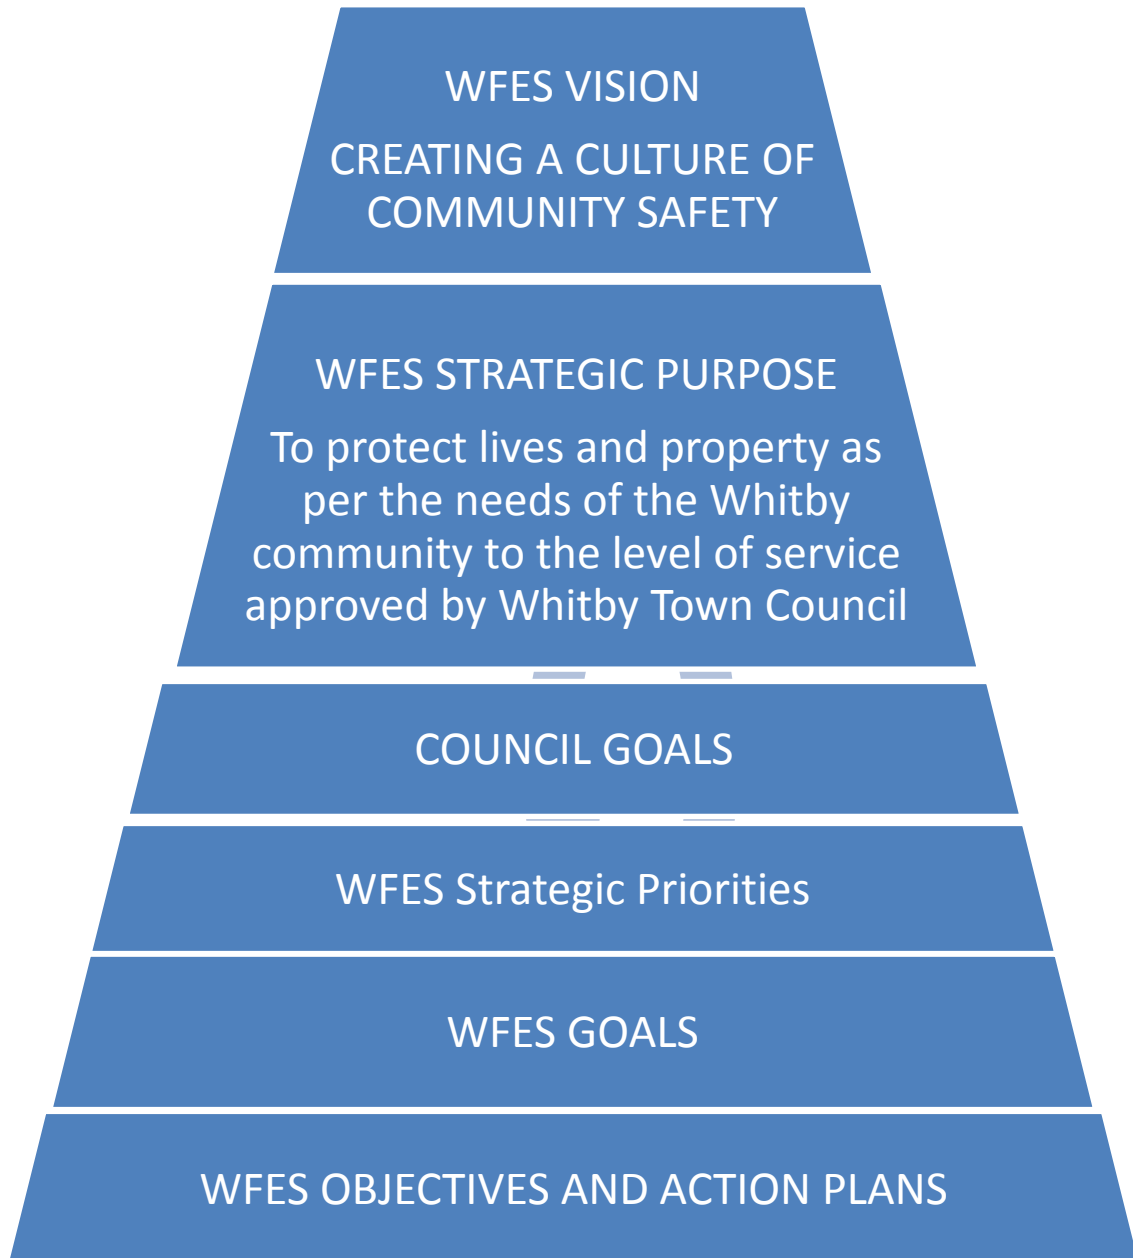 WFES VISION
CREATING A CULTURE OF
COMMUNITY SAFETY
WFES STRATEGIC PURPOSE
To protect lives and property as
per the needs of the Whitby
community to the level of service
approved by Whitby Town Council
COUNCIL GOALS
WFES Strategic Priorities
WFES GOALS
WFES OBJECTIVES AND ACTION PLANS